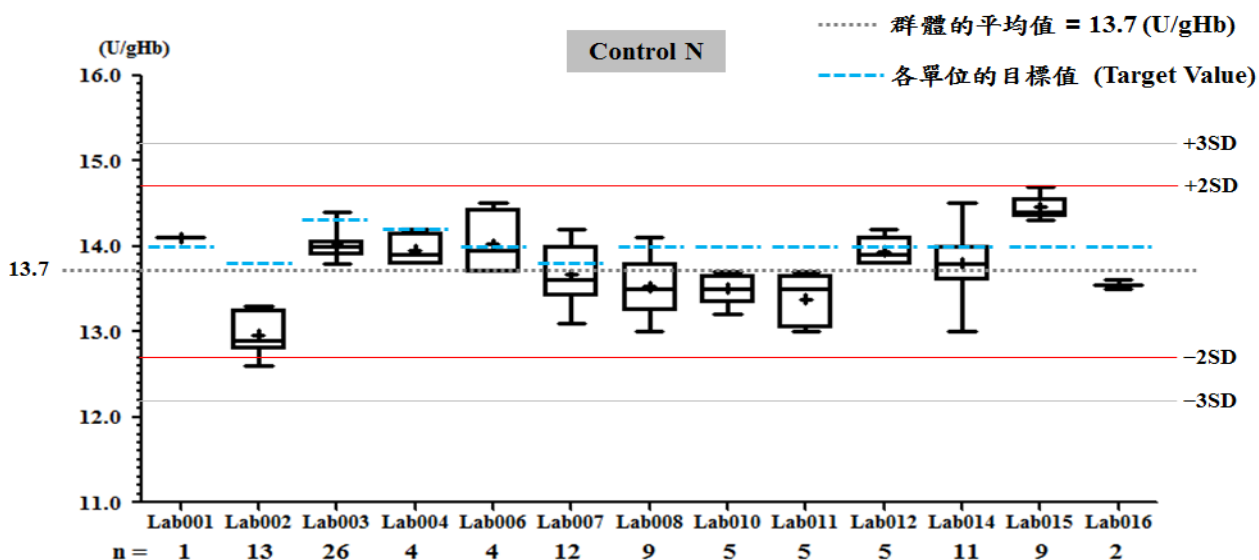 群體的平均值 = 13.7 (U/gHb)
(U/gHb)
Control N
各單位的目標值 (Target Value)
16.0
+3SD
15.0
+2SD
14.0
13.7
13.0
−2SD
−3SD
12.0
11.0
Lab001 Lab002 Lab003 Lab004 Lab006 Lab007 Lab008 Lab010 Lab011 Lab012 Lab014 Lab015 Lab016
n = 1 13 26 4 4 12 9 5 5 5 11 9 2